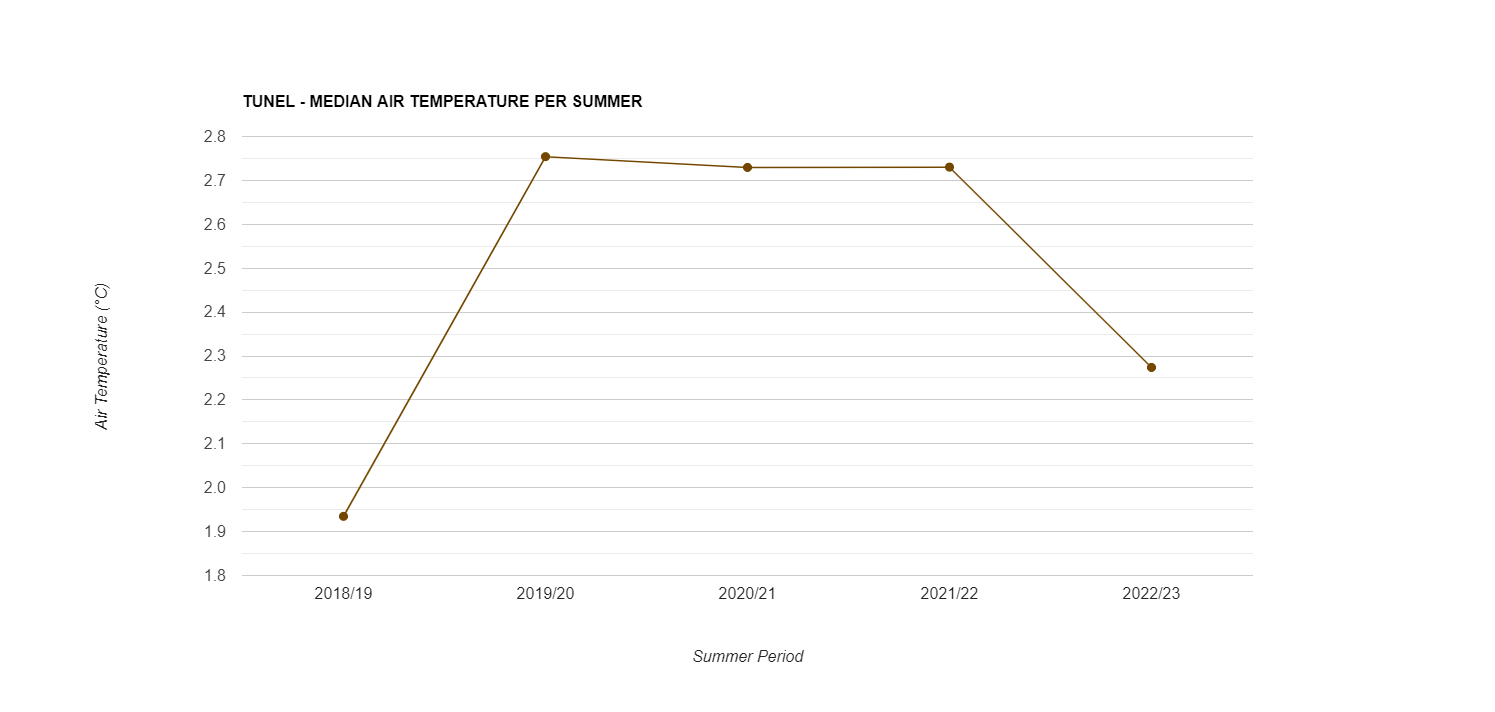 TUNEL - MEDIAN AIR TEMPERATURE PER SUMMER
2.8
2.7
2.6
2.5
2.4
2.3
2.2
2.1
2.0
1.9
1.8
Air Temperature (°C)
2018/19 2019/20 2020/21 2021/22 2022/23
Summer Period